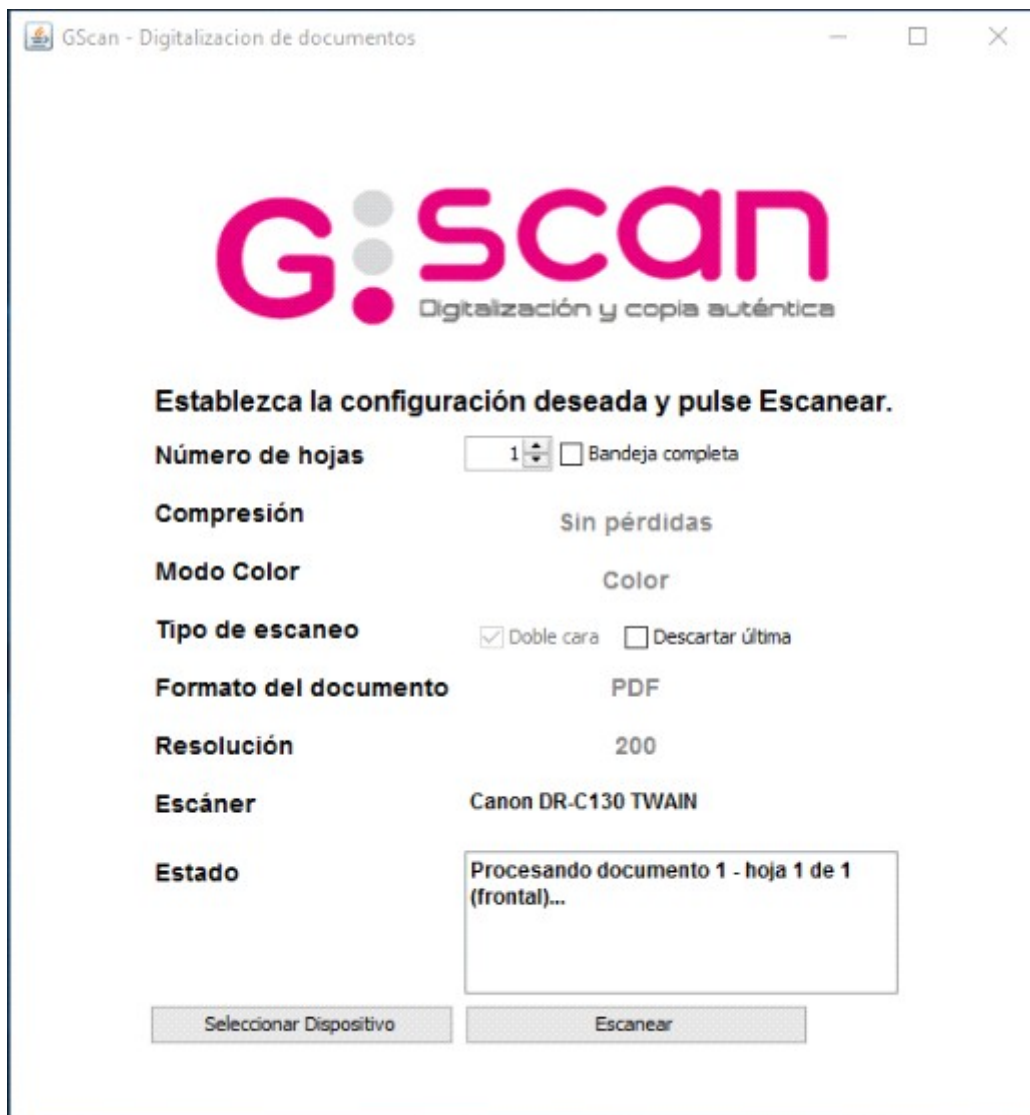 GScan - Digitalizacion de documentos
G:scan
Digitalización y copia auténtica
Establezca la configuración deseada y pulse Escanear.
Número de hojas 1 Bandeja completa
Compresión Sin pérdidas
Modo Color Color
Tipo de escaneo Doble cara Descartar última
Formato del documento PDF
Resolución 200
Escáner Canon DR-C130 TWAIN
Estado Procesando documento 1 - hoja 1 de 1
(frontal)...
Seleccionar Dispositivo Escanear